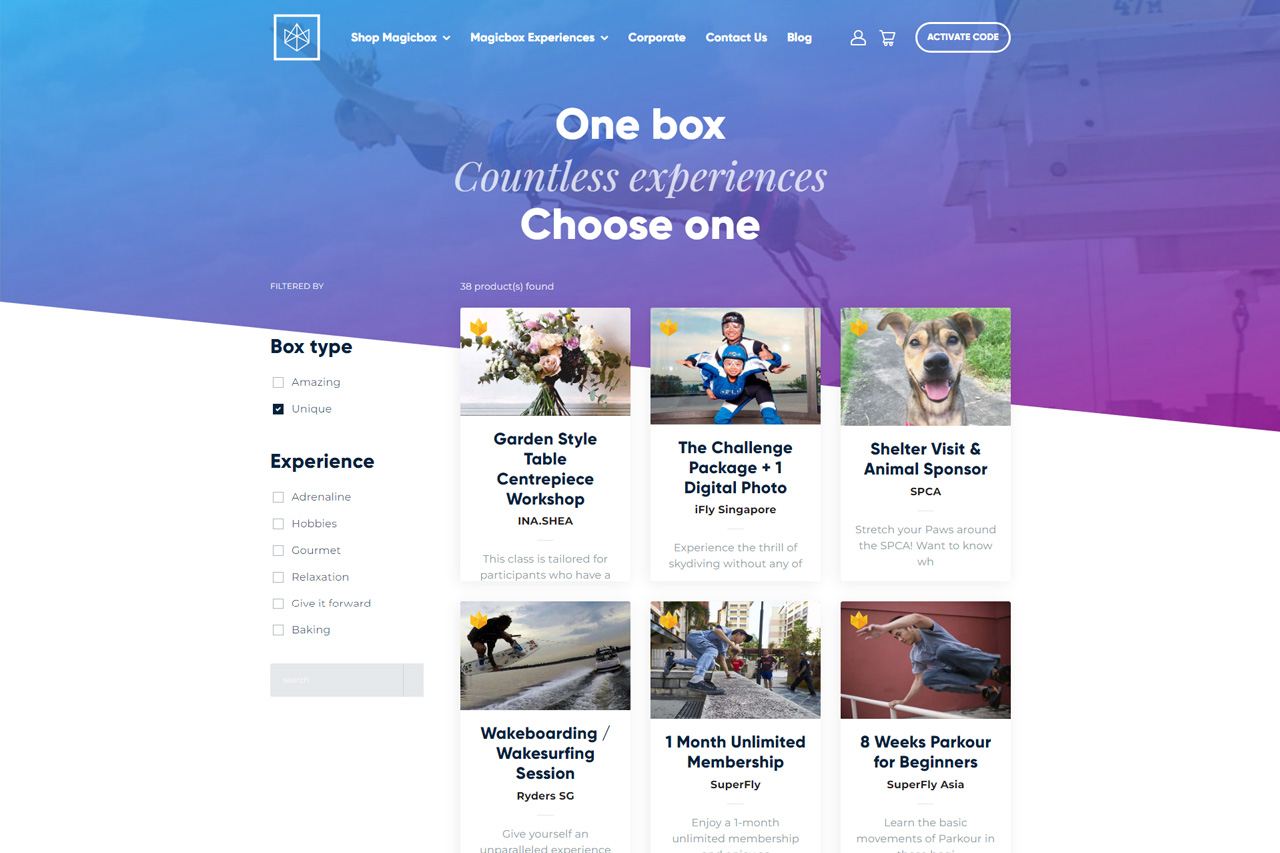 Shop Magicbox
Magicbox Experiences
Corporate
Contact Us
Blog
ACTIVATE CODE
One box
Countless experiences
Choose one
FILTERED BY
38 product(s) found
Box type
Amazing
Unique
Experience
Adrenaline
Hobbies
Gourmet
Relaxation
Give it forward
Baking
search
Garden Style
Table
Centrepiece
Workshop
INA.SHEA
This class is tailored for
participants who have a
The Challenge
Package + 1
Digital Photo
iFly Singapore
Experience the thrill of
skydiving without any of
Shelter Visit &
Animal Sponsor
SPCA
Stretch your Paws around
the SPCA! Want to know
wh
Wakeboarding /
Wakesurfing
Session
Ryders SG
Give yourself an
unparalleled experience
1 Month Unlimited
Membership
SuperFly
Enjoy a 1-month
unlimited membership
8 Weeks Parkour
for Beginners
SuperFly Asia
Learn the basic
movements of Parkour in